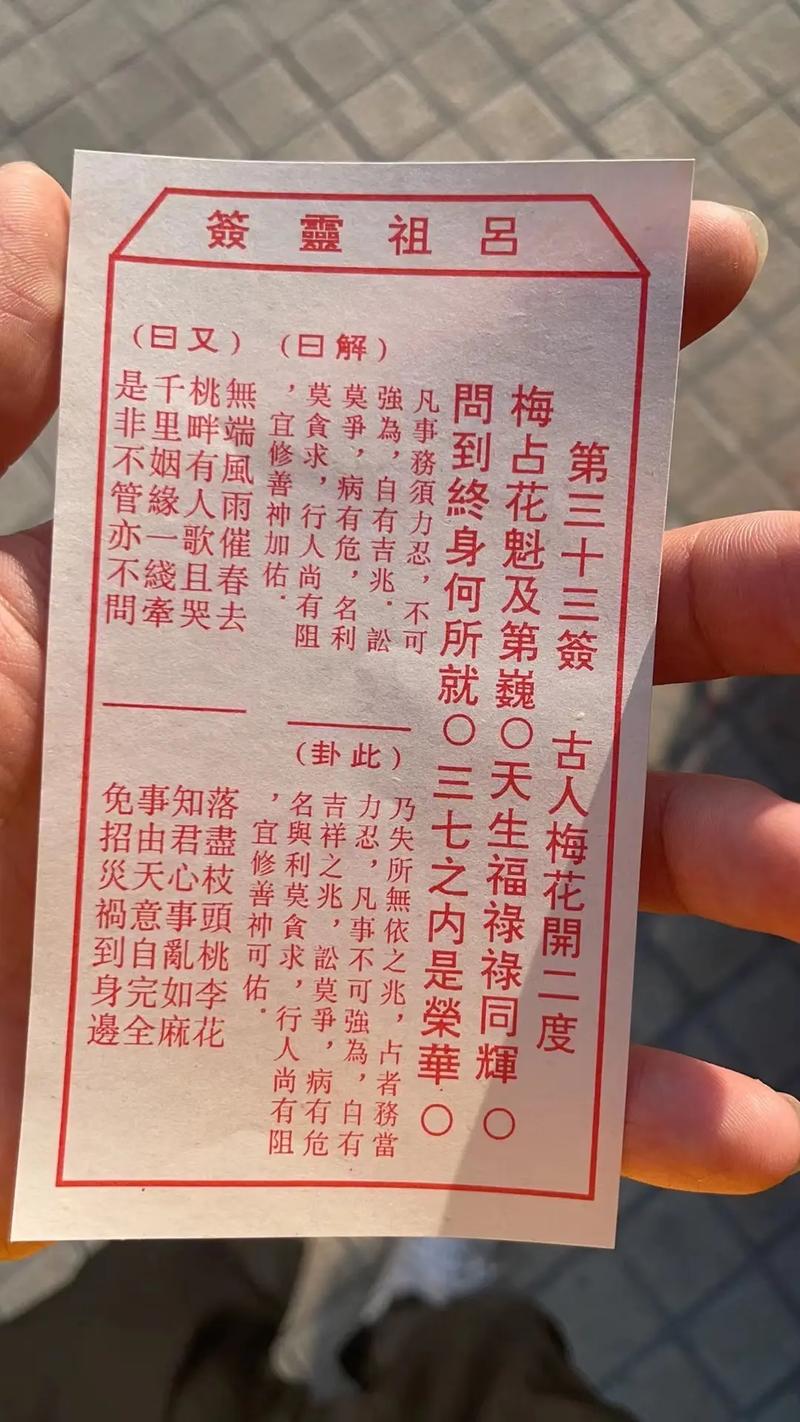 呂祖靈簽
第三十三簽　古人梅花開二度
梅占花魁及第巍○天生福祿祿同輝○
問到終身何所就○三七之内是榮華○
（解曰）
凡事務須力忍，不可
強為，自有吉兆．訟
莫爭，病有危，名利
莫貪求，行人尚有阻
，宜修善神加佑．
（又曰）
無端風雨催春去
桃畔有人歌且哭
千里姻緣一綫牽
是非不管亦不問
（此卦）
乃失所無依之兆，占者務當
力忍，凡事不可強為，自有
吉祥之兆，訟莫爭，病有危
名與利莫貪求，行人尚有阻
，宜修善神可佑．
落盡枝頭桃李花
知君心事亂如麻
事由天意自完全
免招災禍到身邊